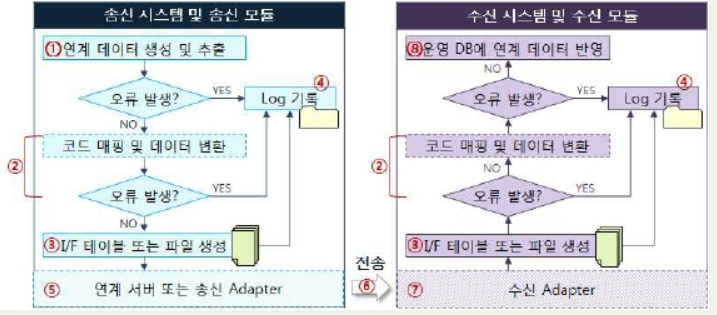 송신 시스템 및 송신 모듈
①연계 데이터 생성 및 추출
오류 발생?
YES
④
Log 기록
NO
②
코드 매핑 및 데이터 변환
오류 발생?
YES
NO
③I/F 테이블 또는 파일 생성
⑤ 연계 서버 또는 송신 Adapter
전송
⑥
수신 시스템 및 수신 모듈
⑧운영 DB에 연계 데이터 반영
NO
오류 발생?
YES
④
Log 기록
코드 매핑 및 데이터 변환
②
NO
오류 발생?
YES
③I/F 테이블 또는 파일 생성
⑦ 수신 Adapter